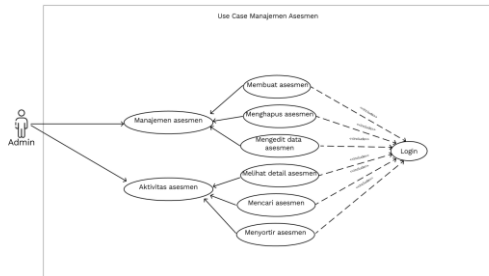 Use Case Manajemen Asesmen
Membuat asesmen
Menghapus asesmen
Manajemen asesmen
Mengedit data
asesmen
Admin
Login
Melihat detail asesmen
Aktivitas asesmen
Mencari asesmen
Menyortir asesmen